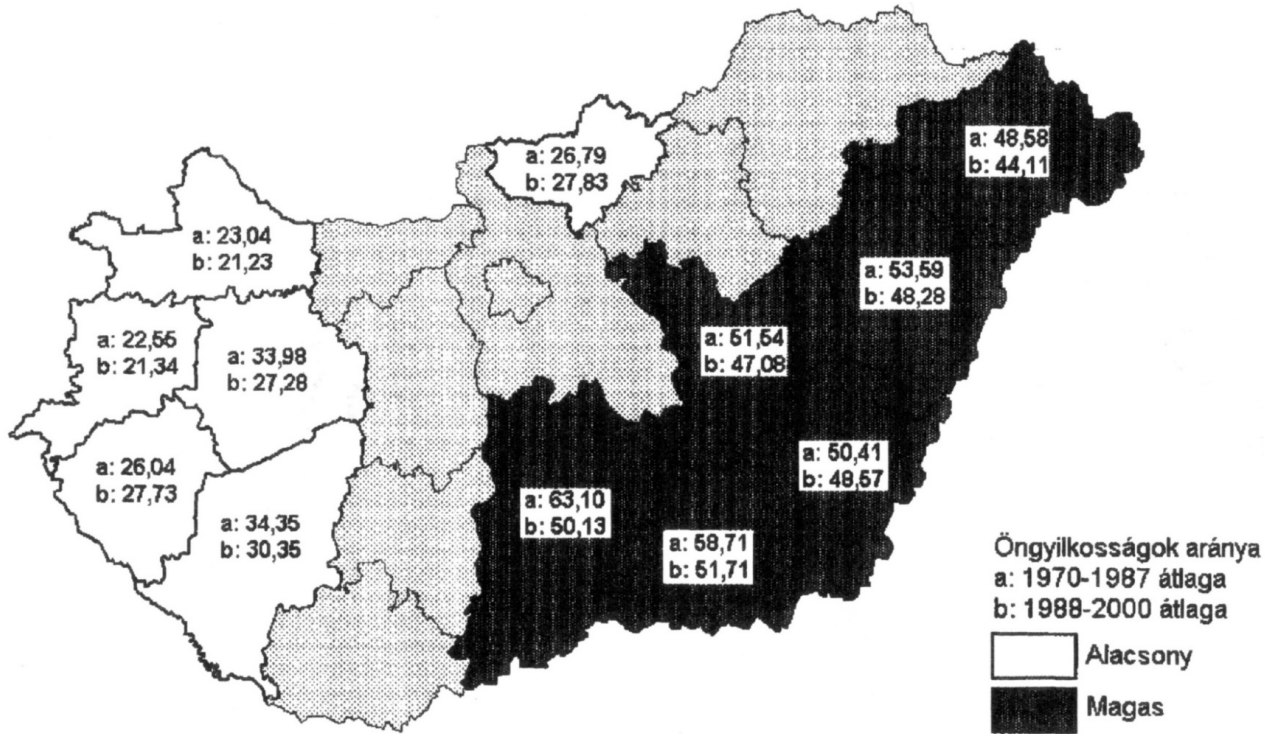 a: 48,58
b: 44,11
a: 26,79
b: 27,83
a: 23,04
b: 21,23
a: 53,59
b: 48,28
a: 22,55
b: 21,34
a: 33,98
b: 27,28
a: 51,54
b: 47,08
a: 26,04
b: 27,73
a: 50,41
b: 48,57
a: 63,10
b: 50,13
a: 34,35
b: 30,35
a: 58,71
b: 51,71
Öngyilkosságok aránya
a: 1970-1987 átlaga
b: 1988-2000 átlaga
Alacsony
Magas